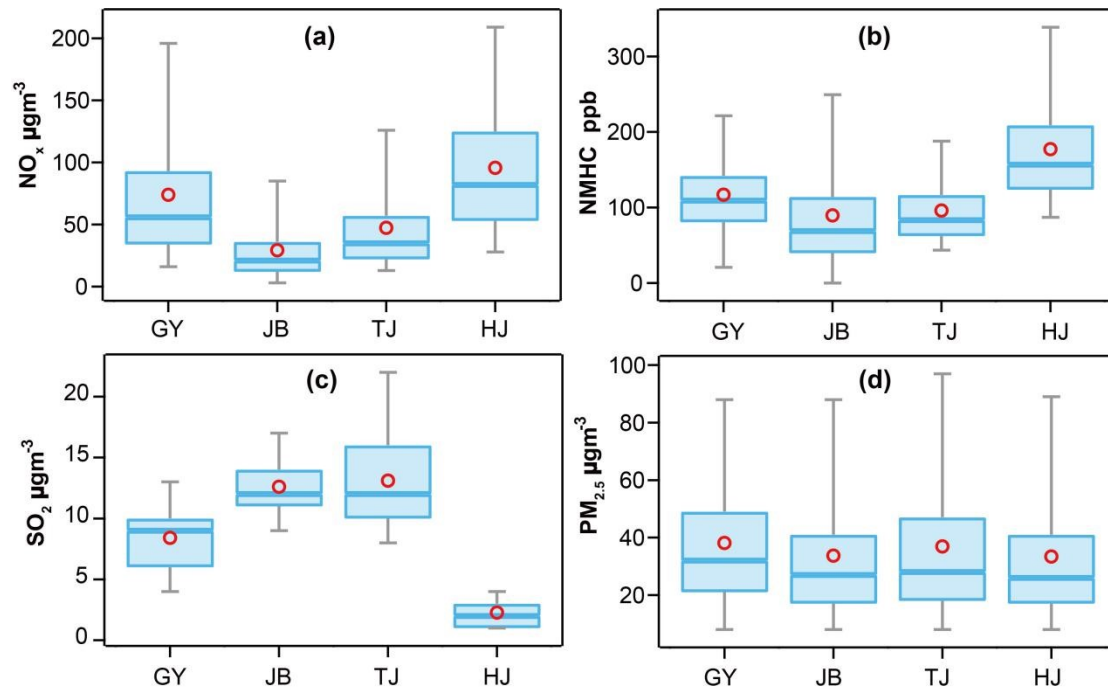 (a)
NOₓ µgm⁻³
200
150
100
50
0
GY JB TJ HJ
(b)
NMHC ppb
300
200
100
0
GY JB TJ HJ
(c)
SO₂ µgm⁻³
20
15
10
5
0
GY JB TJ HJ
(d)
PM₂.₅ µgm⁻³
100
80
60
40
20
GY JB TJ HJ